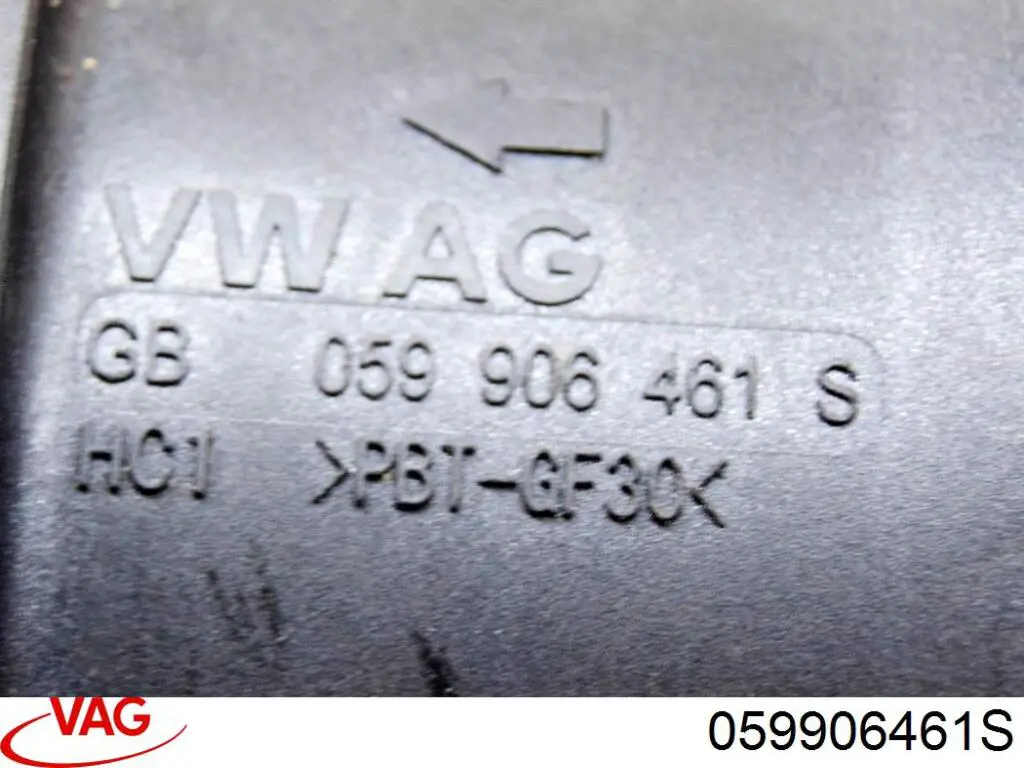 VW AG
GB 059 906 461 S
HC1 >PBT-GF30<
VAG 059906461S